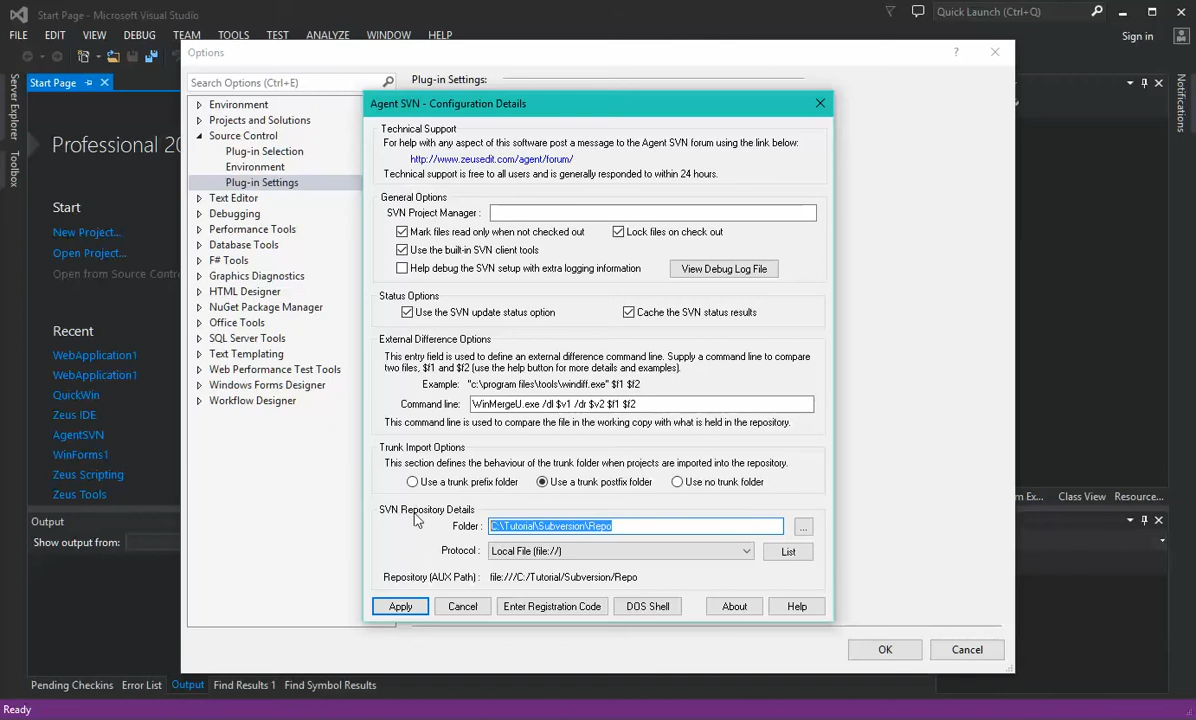 Start Page - Microsoft Visual Studio
Quick Launch (Ctrl+Q)
FILE EDIT VIEW DEBUG TEAM TOOLS TEST ANALYZE WINDOW HELP
Sign in
Server Explorer
Toolbox
Notifications
Start Page
Professional 20
Start
New Project...
Open Project...
Open from Source Contr
Recent
WebApplication1
WebApplication1
QuickWin
Zeus IDE
AgentSVN
WinForms1
Zeus Scripting
Zeus Tools
Output
Show output from:
Pending Checkins Error List Output Find Results 1 Find Symbol Results
Ready
Class View Resource...
Options
?
Search Options (Ctrl+E)
Environment
Projects and Solutions
Source Control
Plug-in Selection
Environment
Plug-in Settings
Text Editor
Debugging
Performance Tools
Database Tools
F# Tools
Graphics Diagnostics
HTML Designer
NuGet Package Manager
Office Tools
SQL Server Tools
Text Templating
Web Performance Test Tools
Windows Forms Designer
Workflow Designer
Plug-in Settings:
OK Cancel
Agent SVN - Configuration Details
Technical Support
For help with any aspect of this software post a message to the Agent SVN forum using the link below:
http://www.zeusedit.com/agent/forum/
Technical support is free to all users and is generally responded to within 24 hours.
General Options
SVN Project Manager :
Mark files read only when not checked out Lock files on check out
Use the built-in SVN client tools
Help debug the SVN setup with extra logging information View Debug Log File
Status Options
Use the SVN update status option Cache the SVN status results
External Difference Options
This entry field is used to define an external difference command line. Supply a command line to compare
two files, $f1 and $f2 (use the help button for more details and examples).
Example: "c:\program files\tools\windiff.exe" $f1 $f2
Command line: WinMergeU.exe /dl $v1 /dr $v2 $f1 $f2
This command line is used to compare the file in the working copy with what is held in the repository.
Trunk Import Options
This section defines the behaviour of the trunk folder when projects are imported into the repository.
Use a trunk prefix folder Use a trunk postfix folder Use no trunk folder
SVN Repository Details
Folder : C:\Tutorial\Subversion\Repo ...
Protocol : Local File (file://) List
Repository (AUX Path) : file:///C:/Tutorial/Subversion/Repo
Apply Cancel Enter Registration Code DOS Shell About Help